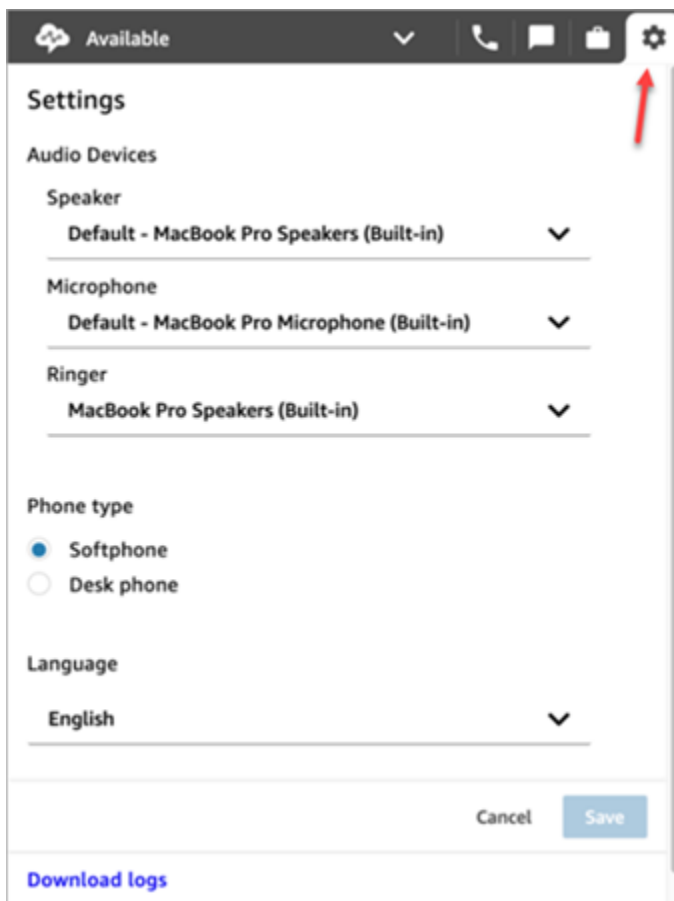 Available
Settings
Audio Devices
Speaker
Default - MacBook Pro Speakers (Built-in)
Microphone
Default - MacBook Pro Microphone (Built-in)
Ringer
MacBook Pro Speakers (Built-in)
Phone type
Softphone
Desk phone
Language
English
Cancel Save
Download logs